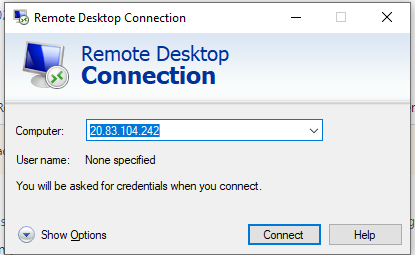 Remote Desktop Connection
Remote Desktop
Connection
Computer: 20.83.104.242
User name: None specified
You will be asked for credentials when you connect.
Show Options Connect Help